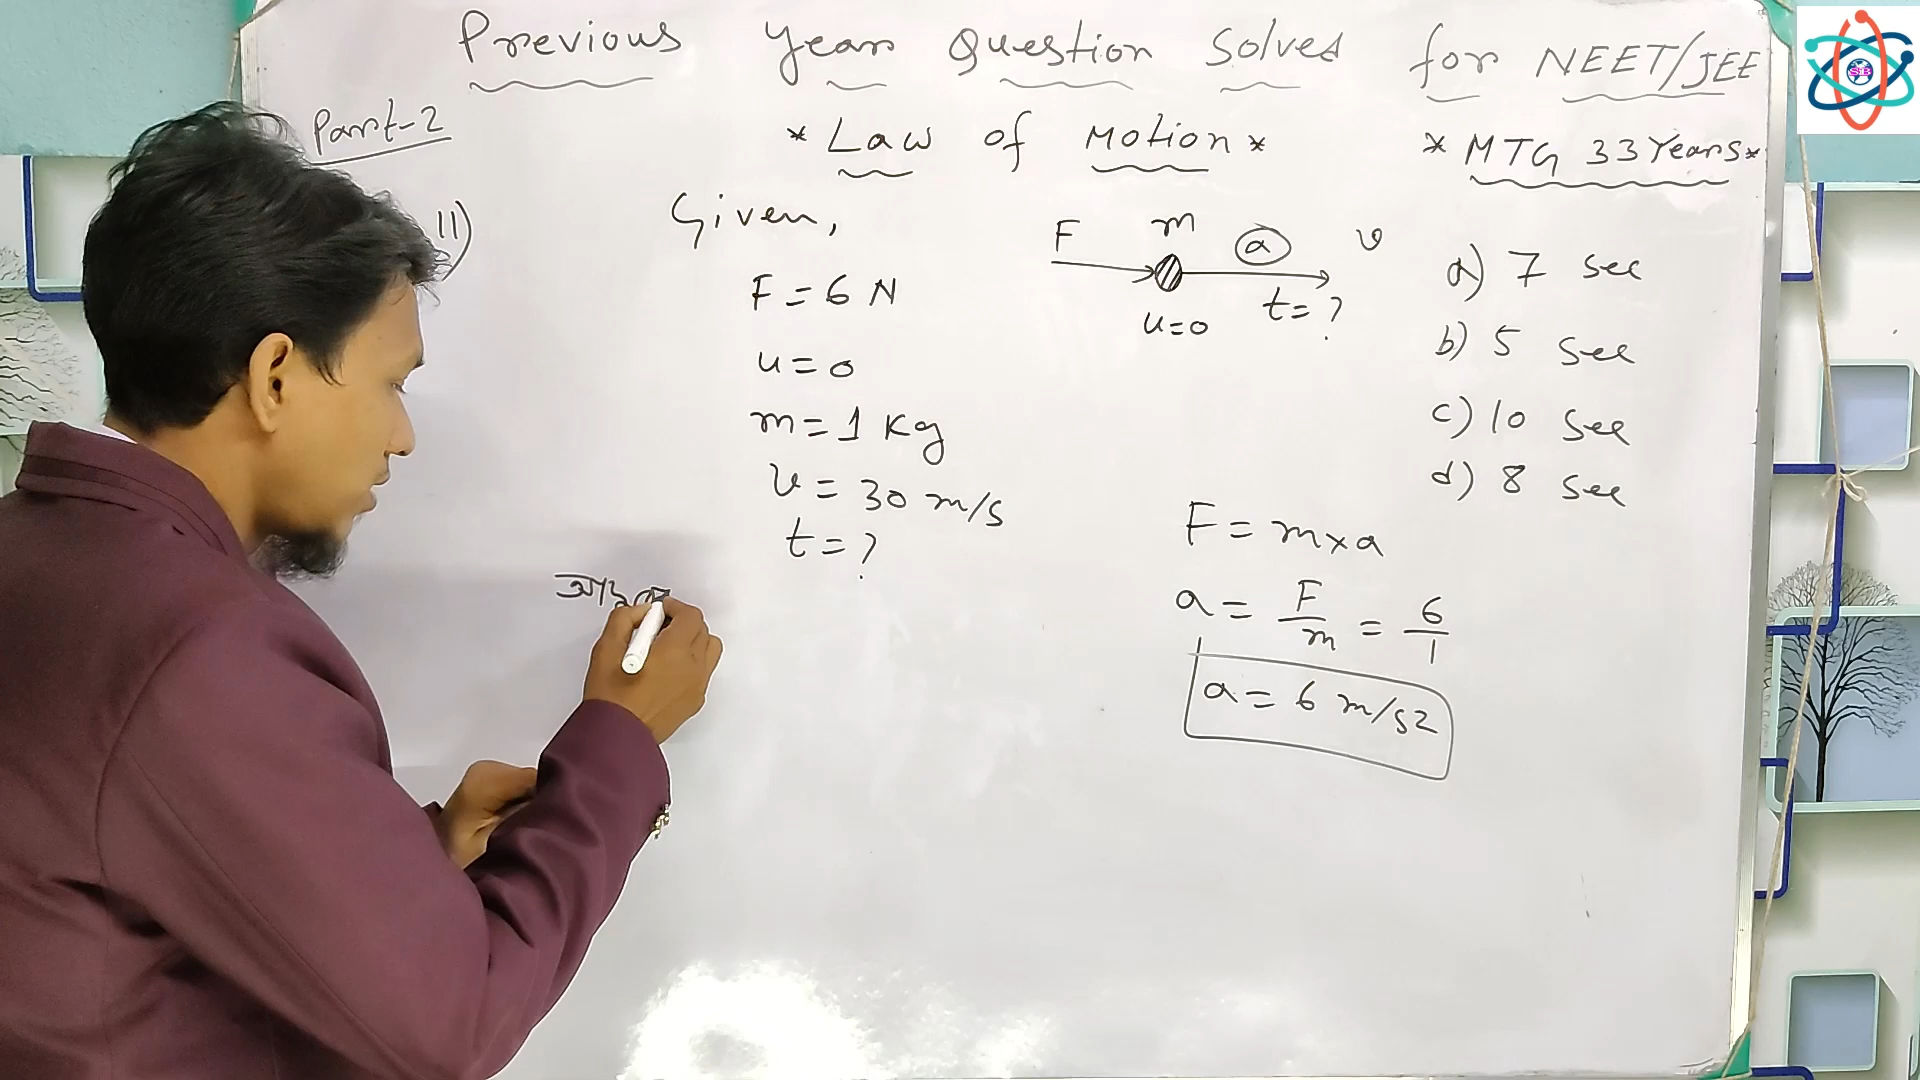 Previous Year Question Solved for NEET/JEE
Part-2
* Law of Motion *
* MTG 33 Years *
11)
Given,
F = 6 N
u = 0
m = 1 Kg
v = 30 m/s
t = ?
F m a v
u=0 t= ?
a) 7 sec
b) 5 sec
c) 10 sec
d) 8 sec
F = m×a
a = F/m = 6/1
a = 6 m/s2
SB